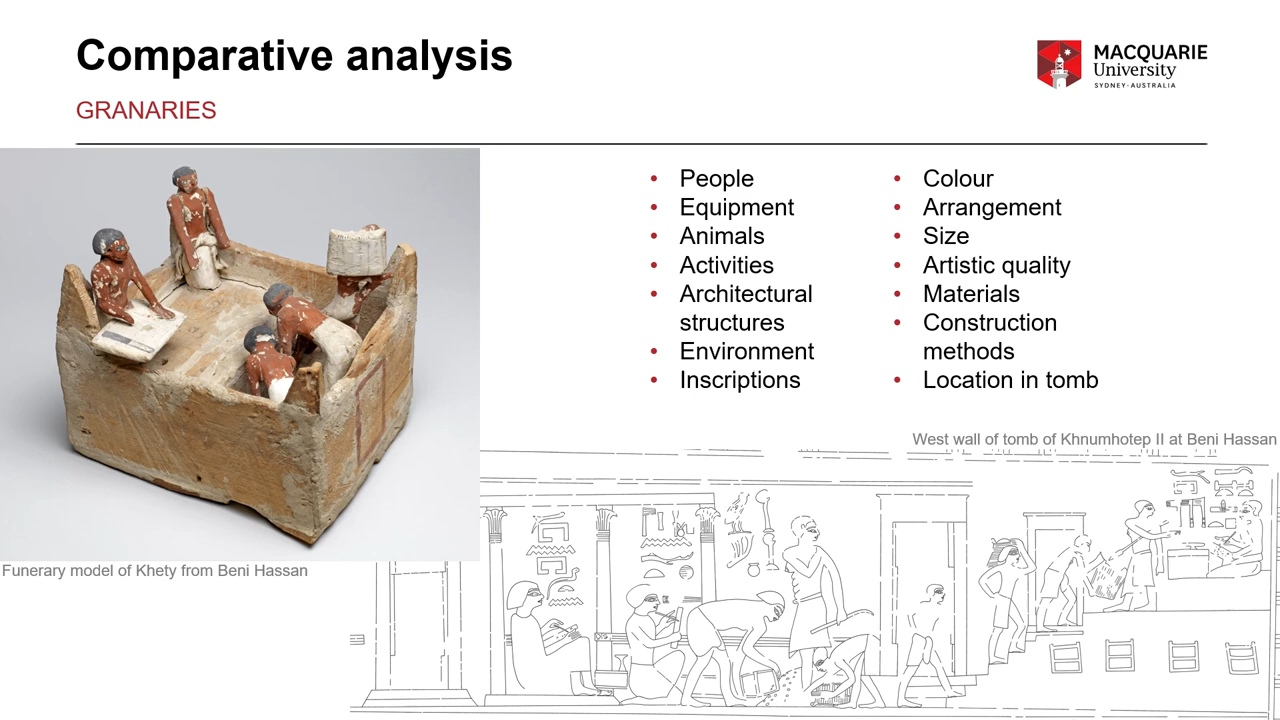 Comparative analysis
GRANARIES
MACQUARIE
University
SYDNEY·AUSTRALIA
• People
• Equipment
• Animals
• Activities
• Architectural
structures
• Environment
• Inscriptions
• Colour
• Arrangement
• Size
• Artistic quality
• Materials
• Construction
methods
• Location in tomb
West wall of tomb of Khnumhotep II at Beni Hassan
Funerary model of Khety from Beni Hassan